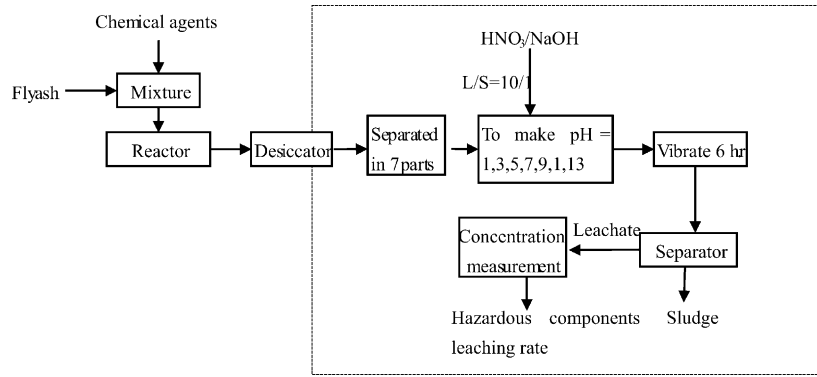 Chemical agents
Flyash
Mixture
Reactor
Desiccator
Separated
in 7parts
HNO3/NaOH
L/S=10/1
To make pH =
1,3,5,7,9,1,13
Vibrate 6 hr
Separator
Leachate
Concentration
measurement
Hazardous components
leaching rate
Sludge